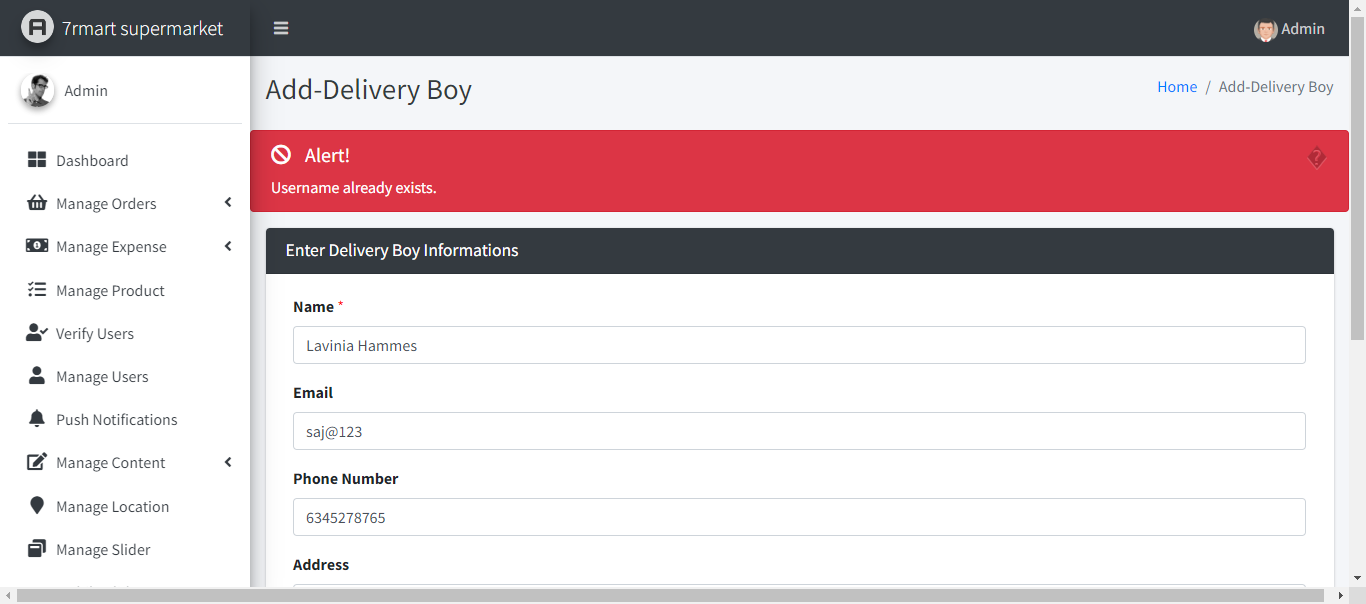 7rmart supermarket
Admin
Admin
Add-Delivery Boy
Home / Add-Delivery Boy
Alert!
Username already exists.
Dashboard
Manage Orders
Manage Expense
Manage Product
Verify Users
Manage Users
Push Notifications
Manage Content
Manage Location
Manage Slider
Enter Delivery Boy Informations
Name *
Lavinia Hammes
Email
saj@123
Phone Number
6345278765
Address